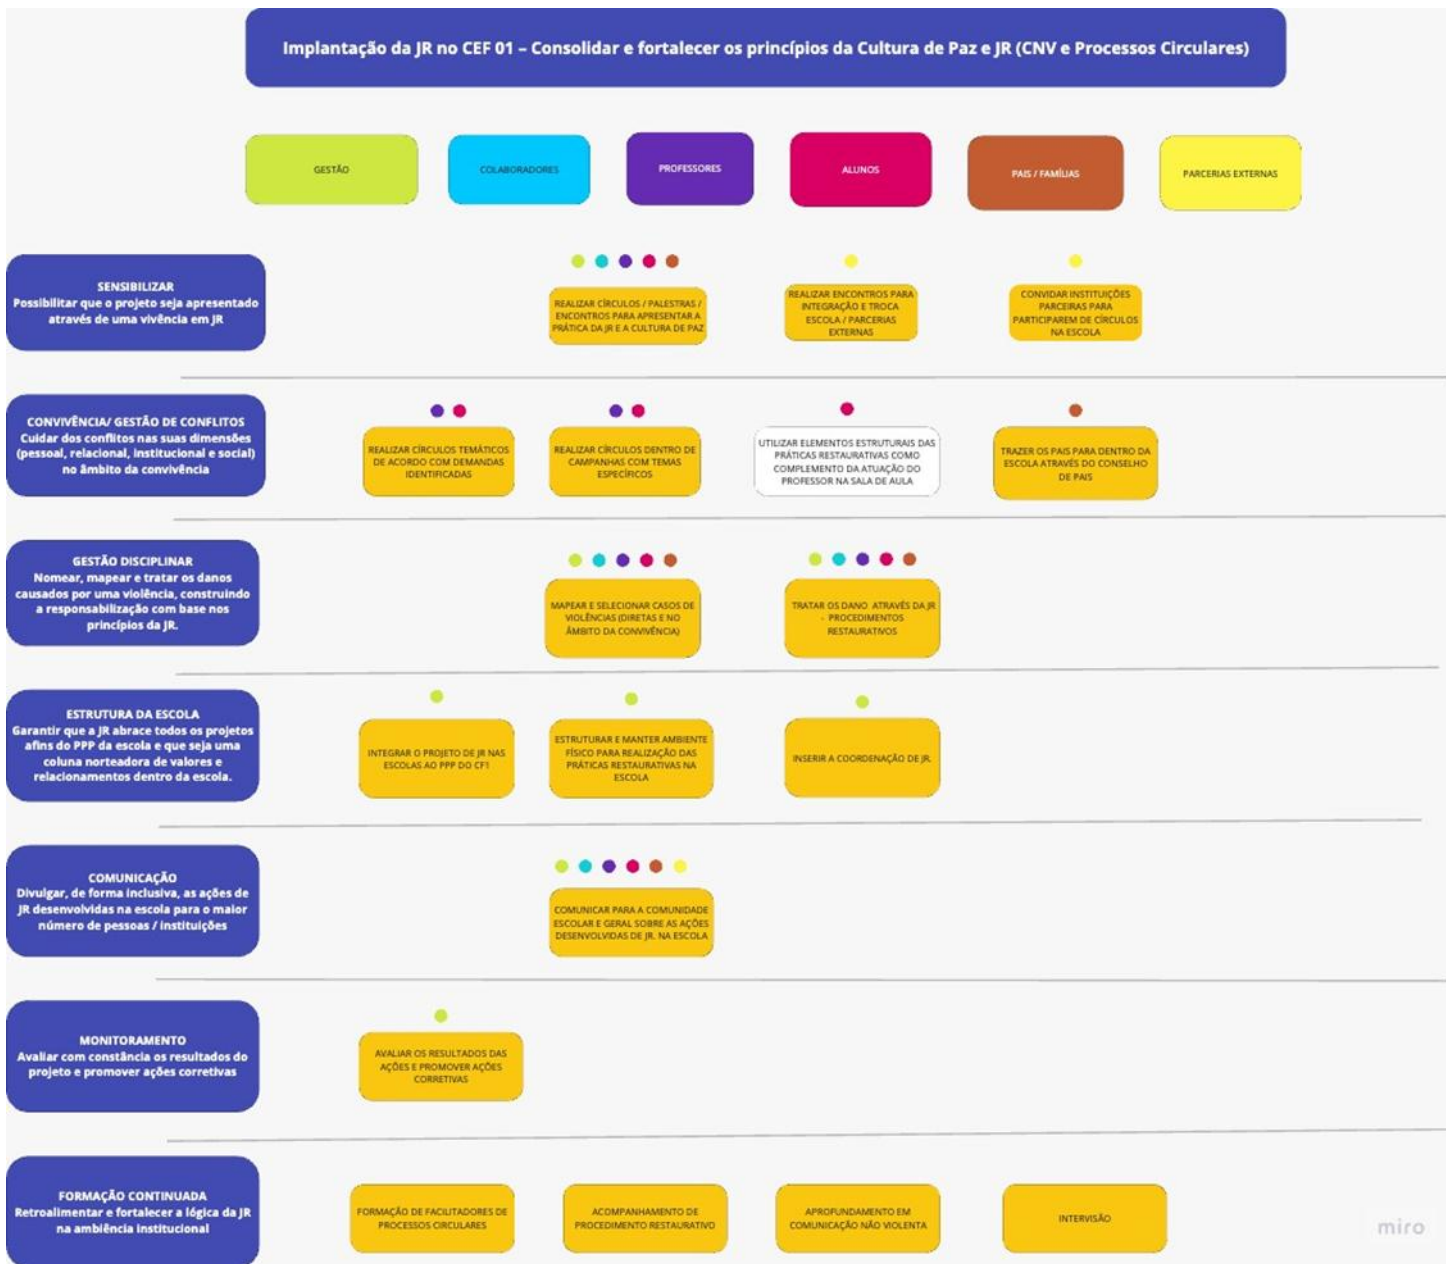 Implantação da JR no CEF 01 – Consolidar e fortalecer os princípios da Cultura de Paz e JR (CNV e Processos Circulares)
GESTÃO
COLABORADORES
PROFESSORES
ALUNOS
PAIS / FAMÍLIAS
PARCERIAS EXTERNAS
SENSIBILIZAR
Possibilitar que o projeto seja apresentado
através de uma vivência em JR
REALIZAR CÍRCULOS / PALESTRAS /
ENCONTROS PARA APRESENTAR A
PRÁTICA DA JR E A CULTURA DE PAZ
REALIZAR ENCONTROS PARA
INTEGRAÇÃO E TROCA
ESCOLA / PARCERIAS
EXTERNAS
CONVIDAR INSTITUIÇÕES
PARCEIRAS PARA
PARTICIPAREM DE CÍRCULOS
NA ESCOLA
CONVIVÊNCIA/ GESTÃO DE CONFLITOS
Cuidar dos conflitos nas suas dimensões
(pessoal, relacional, institucional e social)
no âmbito da convivência
REALIZAR CÍRCULOS TEMÁTICOS
DE ACORDO COM DEMANDAS
IDENTIFICADAS
REALIZAR CÍRCULOS DENTRO DE
CAMPANHAS COM TEMAS
ESPECÍFICOS
UTILIZAR ELEMENTOS ESTRUTURAIS DAS
PRÁTICAS RESTAURATIVAS COMO
COMPLEMENTO DA ATUAÇÃO DO
PROFESSOR NA SALA DE AULA
TRAZER OS PAIS PARA DENTRO DA
ESCOLA ATRAVÉS DO CONSELHO
DE PAIS
GESTÃO DISCIPLINAR
Nomear, mapear e tratar os danos
causados por uma violência, construindo
a responsabilização com base nos
princípios da JR.
MAPEAR E SELECIONAR CASOS DE
VIOLÊNCIAS (DIRETAS E NO
ÂMBITO DA CONVIVÊNCIA)
TRATAR OS DANO ATRAVÉS DA JR
- PROCEDIMENTOS
RESTAURATIVOS
ESTRUTURA DA ESCOLA
Garantir que a JR abrace todos os projetos
afins do PPP da escola e que seja uma
coluna norteadora de valores e
relacionamentos dentro da escola.
INTEGRAR O PROJETO DE JR NAS
ESCOLAS AO PPP DO CF1
ESTRUTURAR E MANTER AMBIENTE
FÍSICO PARA REALIZAÇÃO DAS
PRÁTICAS RESTAURATIVAS NA
ESCOLA
INSERIR A COORDENAÇÃO DE JR.
COMUNICAÇÃO
Divulgar, de forma inclusiva, as ações de
JR desenvolvidas na escola para o maior
número de pessoas / instituições
COMUNICAR PARA A COMUNIDADE
ESCOLAR E GERAL SOBRE AS AÇÕES
DESENVOLVIDAS DE JR. NA ESCOLA
MONITORAMENTO
Avaliar com constância os resultados do
projeto e promover ações corretivas
AVALIAR OS RESULTADOS DAS
AÇÕES E PROMOVER AÇÕES
CORRETIVAS
FORMAÇÃO CONTINUADA
Retroalimentar e fortalecer a lógica da JR
na ambiência institucional
FORMAÇÃO DE FACILITADORES DE
PROCESSOS CIRCULARES
ACOMPANHAMENTO DE
PROCEDIMENTO RESTAURATIVO
APROFUNDAMENTO EM
COMUNICAÇÃO NÃO VIOLENTA
INTERVISÃO
miro